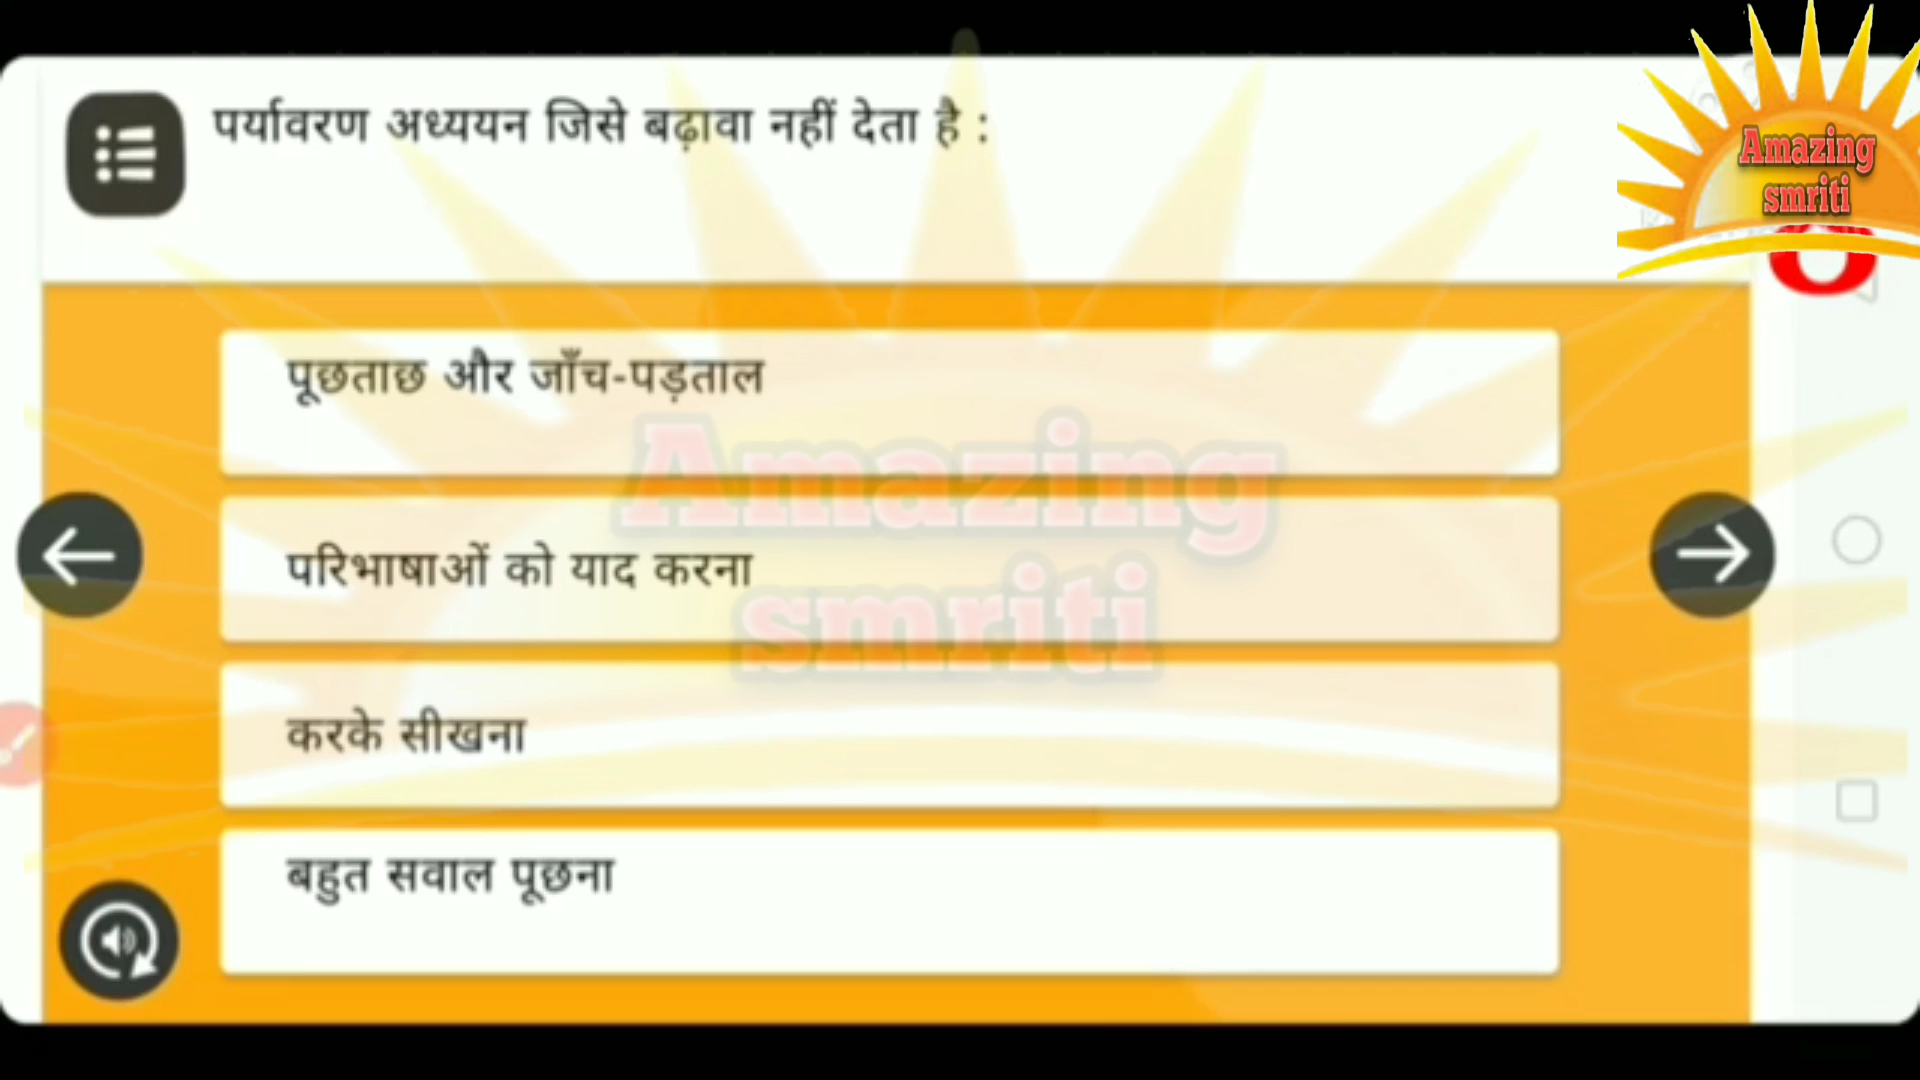 पर्यावरण अध्ययन जिसे बढ़ावा नहीं देता है :
Amazing
smriti
पूछताछ और जाँच-पड़ताल
परिभाषाओं को याद करना
करके सीखना
बहुत सवाल पूछना
Amazing
smriti